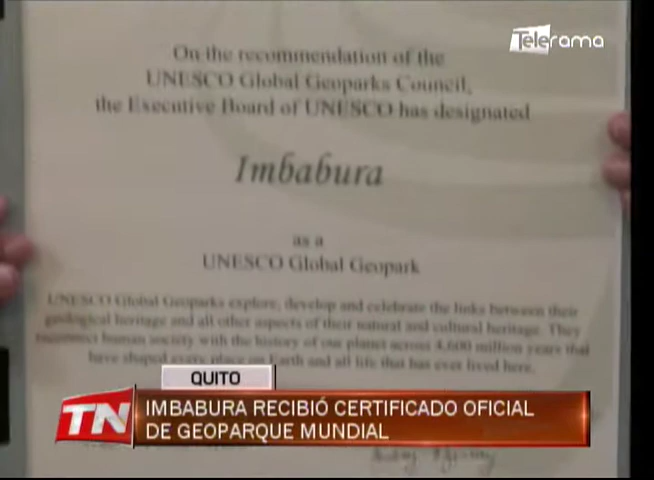 Telerama
On the recommendation of the
UNESCO Global Geoparks Council,
the Executive Board of UNESCO has designated
Imbabura
as a
UNESCO Global Geopark
UNESCO Global Geoparks explore, develop and celebrate the links between their
geological heritage and all other aspects of their natural and cultural heritage. They
reconnect human society with the history of our planet across 4,600 million years that
have shaped every place on Earth and all life that has ever lived here.
QUITO
TN
IMBABURA RECIBIÓ CERTIFICADO OFICIAL
DE GEOPARQUE MUNDIAL